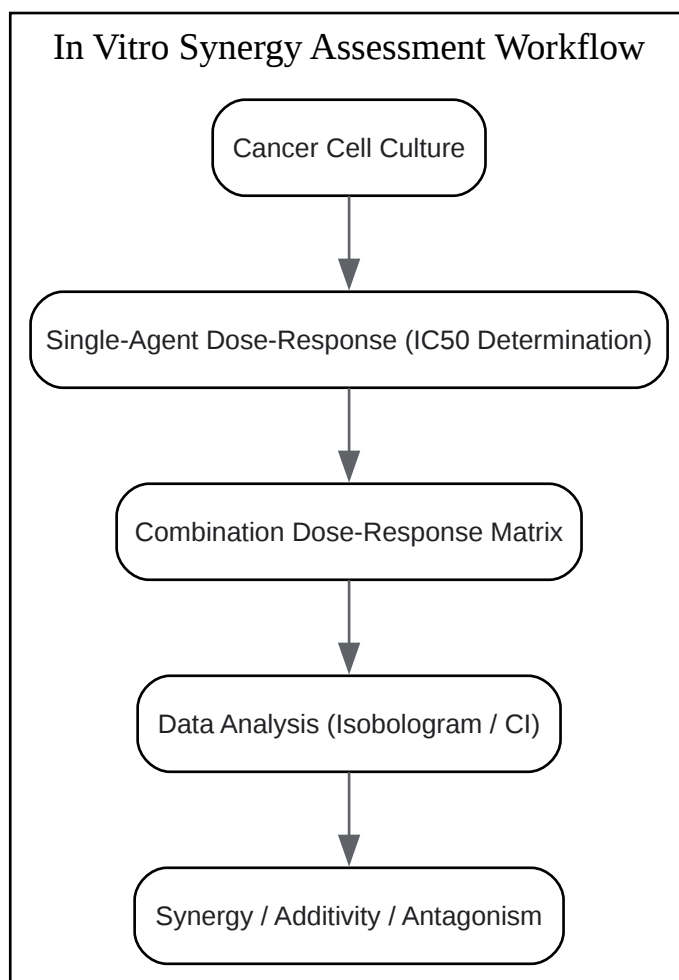 In Vitro Synergy Assessment Workflow
Cancer Cell Culture
Single-Agent Dose-Response (IC50 Determination)
Combination Dose-Response Matrix
Data Analysis (Isobologram / CI)
Synergy / Additivity / Antagonism